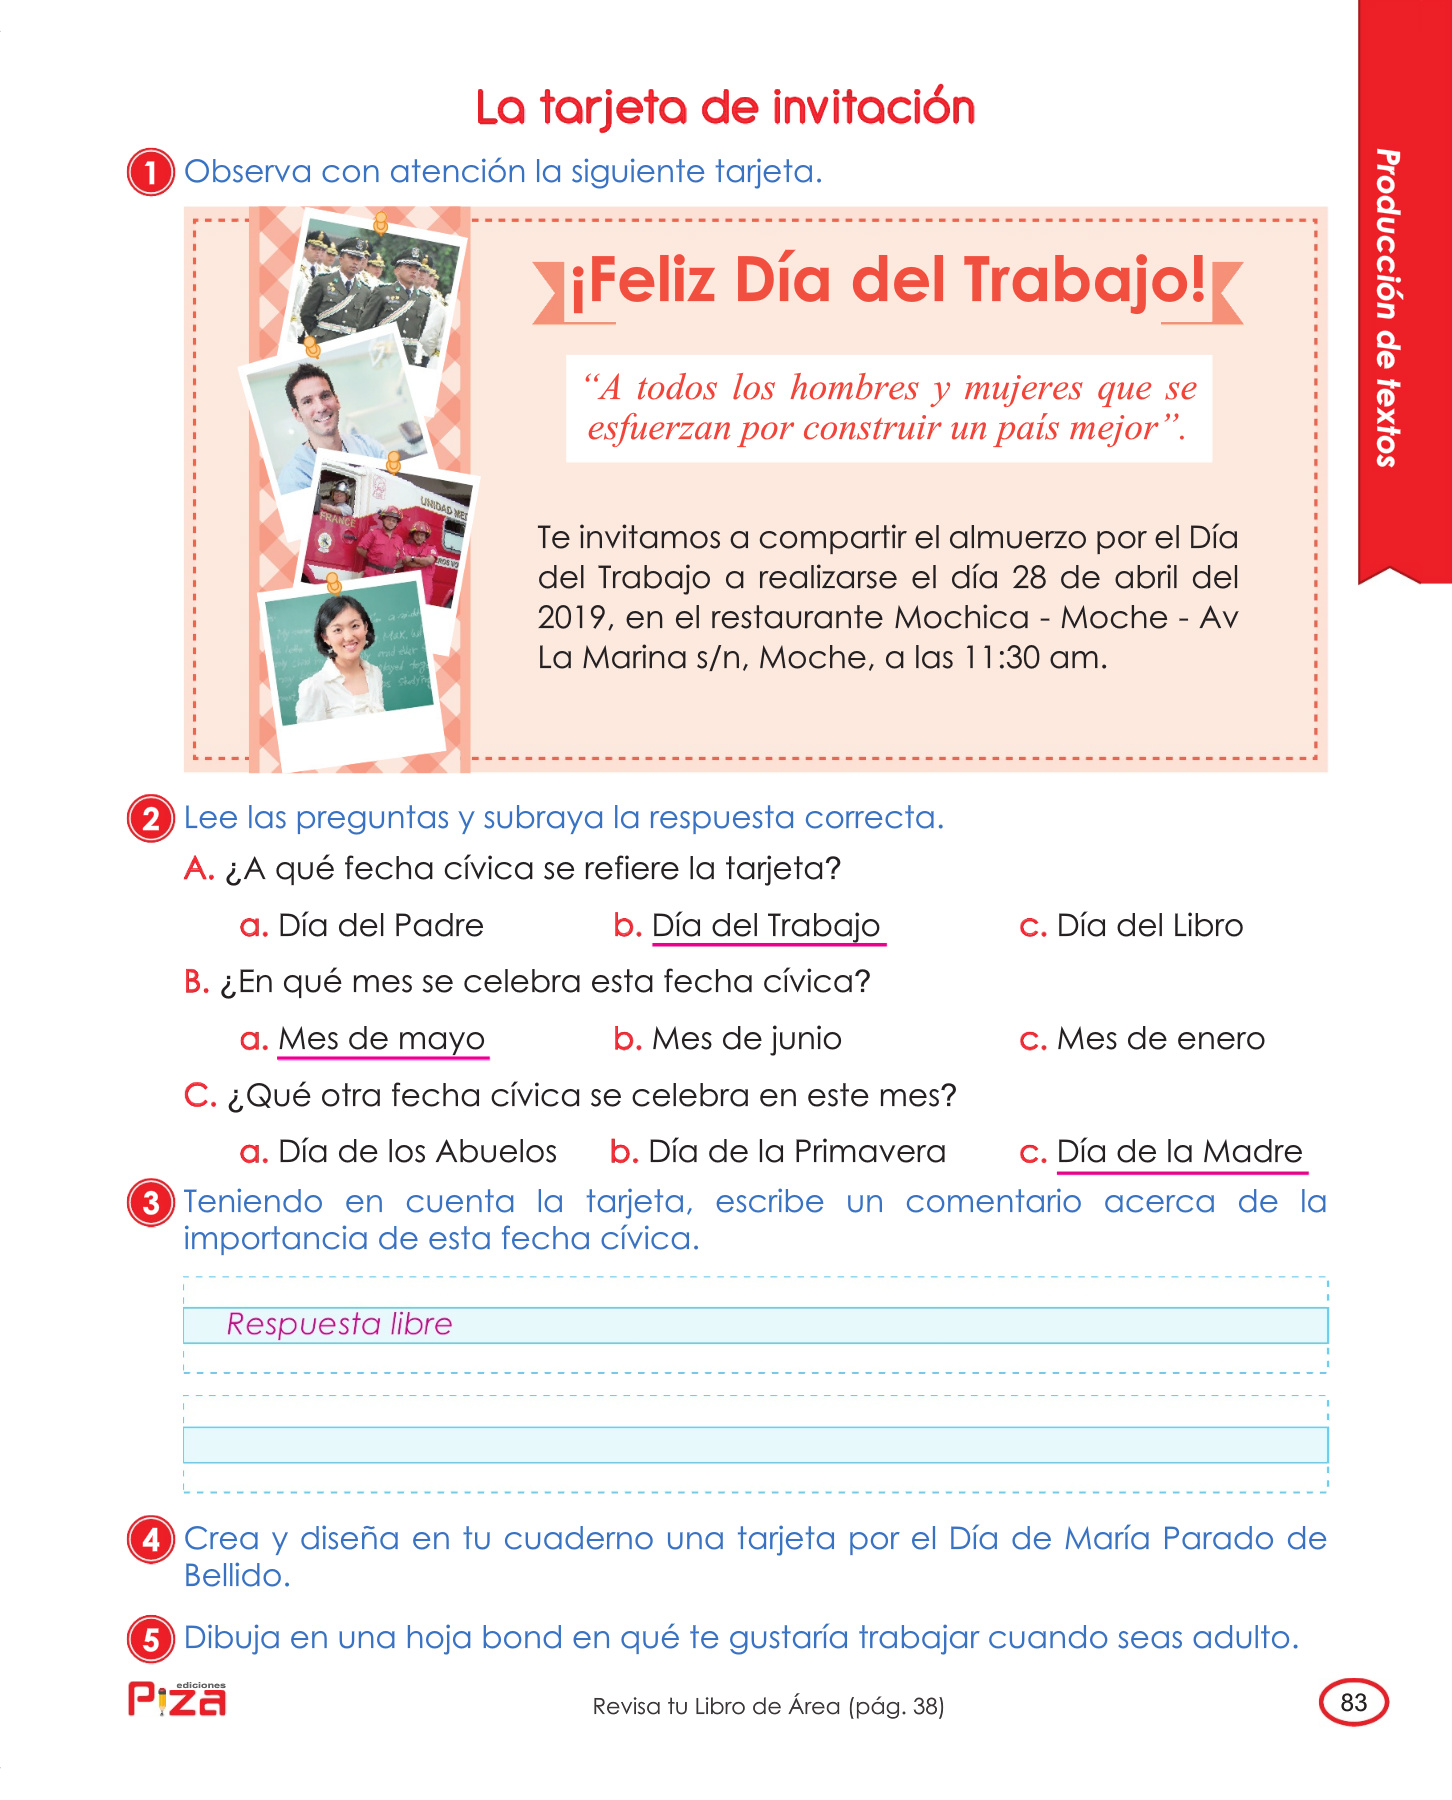 La tarjeta de invitación
1 Observa con atención la siguiente tarjeta.
¡Feliz Día del Trabajo!
“A todos los hombres y mujeres que se
esfuerzan por construir un país mejor”.
UNIDAD MED
FRANCE
Te invitamos a compartir el almuerzo por el Día
del Trabajo a realizarse el día 28 de abril del
2019, en el restaurante Mochica - Moche - Av
La Marina s/n, Moche, a las 11:30 am.
2 Lee las preguntas y subraya la respuesta correcta.
A. ¿A qué fecha cívica se refiere la tarjeta?
a. Día del Padre b. Día del Trabajo c. Día del Libro
B. ¿En qué mes se celebra esta fecha cívica?
a. Mes de mayo b. Mes de junio c. Mes de enero
C. ¿Qué otra fecha cívica se celebra en este mes?
a. Día de los Abuelos b. Día de la Primavera c. Día de la Madre
3 Teniendo en cuenta la tarjeta, escribe un comentario acerca de la
importancia de esta fecha cívica.
Respuesta libre
4 Crea y diseña en tu cuaderno una tarjeta por el Día de María Parado de
Bellido.
5 Dibuja en una hoja bond en qué te gustaría trabajar cuando seas adulto.
ediciones
Piza
Revisa tu Libro de Área (pág. 38)
83
Producción de textos